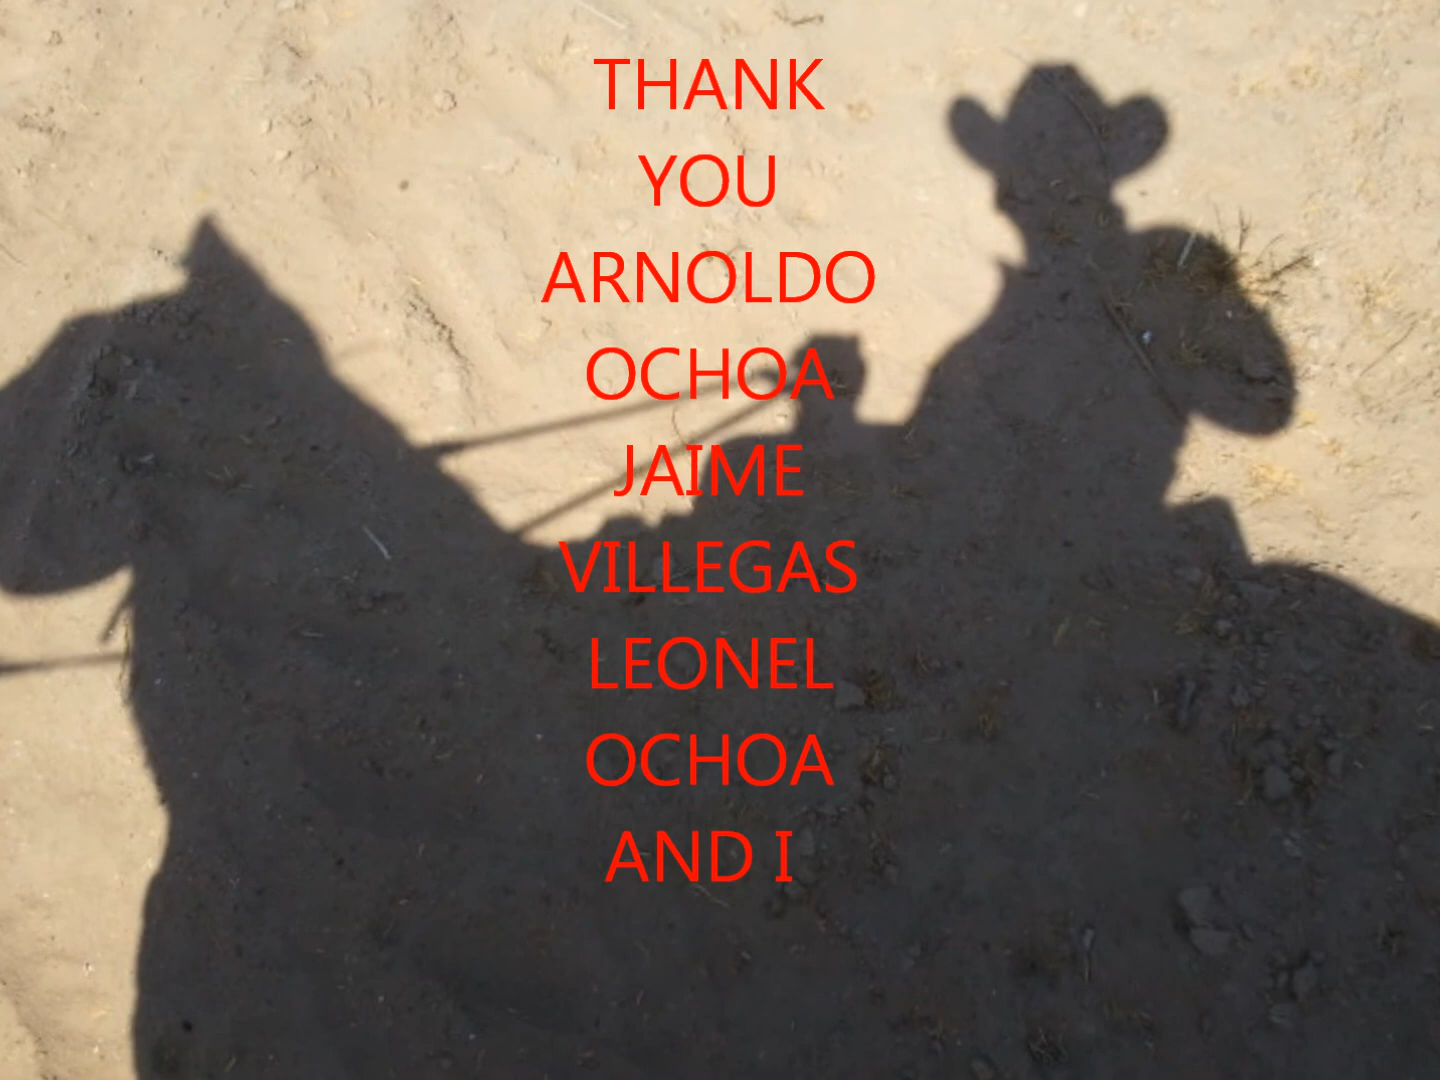 THANK
YOU
ARNOLDO
OCHOA
JAIME
VILLEGAS
LEONEL
OCHOA
AND I